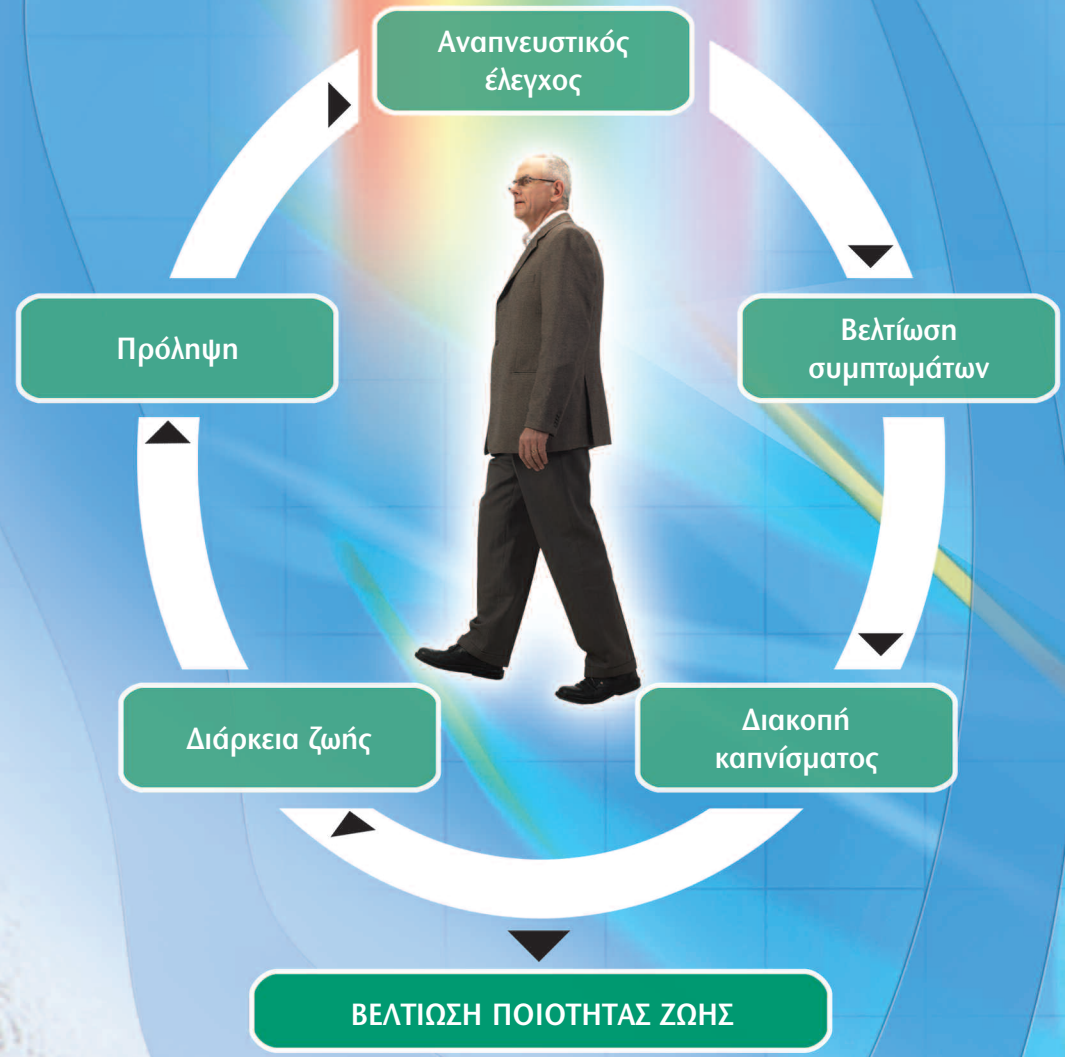 Αναπνευστικός
έλεγχος
Βελτίωση
συμπτωμάτων
Διακοπή
καπνίσματος
Διάρκεια ζωής
Πρόληψη
ΒΕΛΤΙΩΣΗ ΠΟΙΟΤΗΤΑΣ ΖΩΗΣ